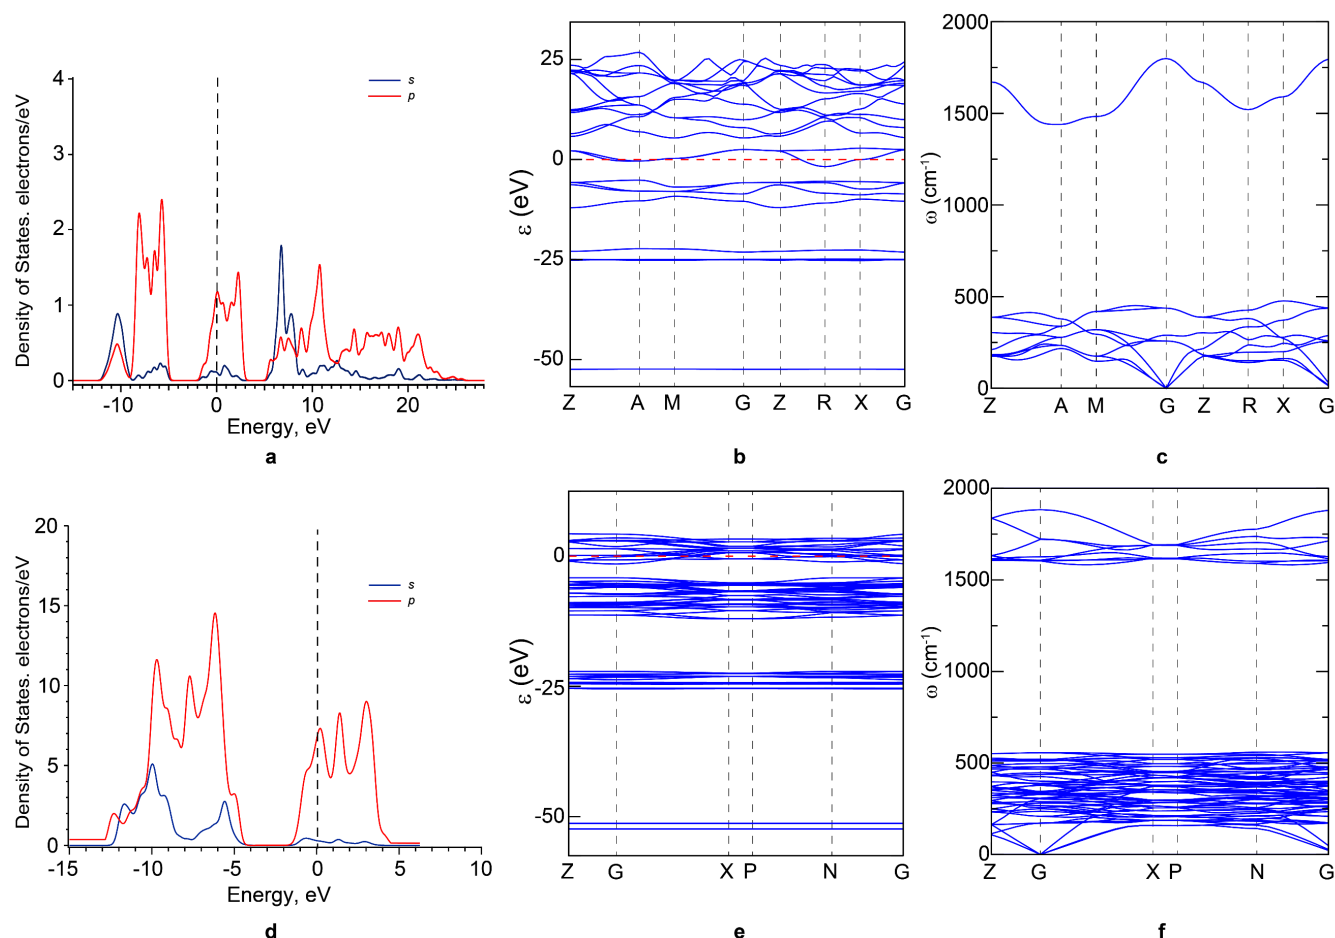 4
3
2
1
0
Density of States. electrons/eV
s
p
-10 0 10 20
Energy, eV
a
25
0
-25
-50
ε (eV)
Z A M G Z R X G
b
2000
1500
1000
500
0
ω (cm-1)
Z A M G Z R X G
c
20
15
10
5
0
Density of States. electrons/eV
s
p
-15 -10 -5 0 5 10
Energy, eV
d
0
-25
-50
ε (eV)
Z G X P N G
e
2000
1500
1000
500
0
ω (cm-1)
Z G X P N G
f